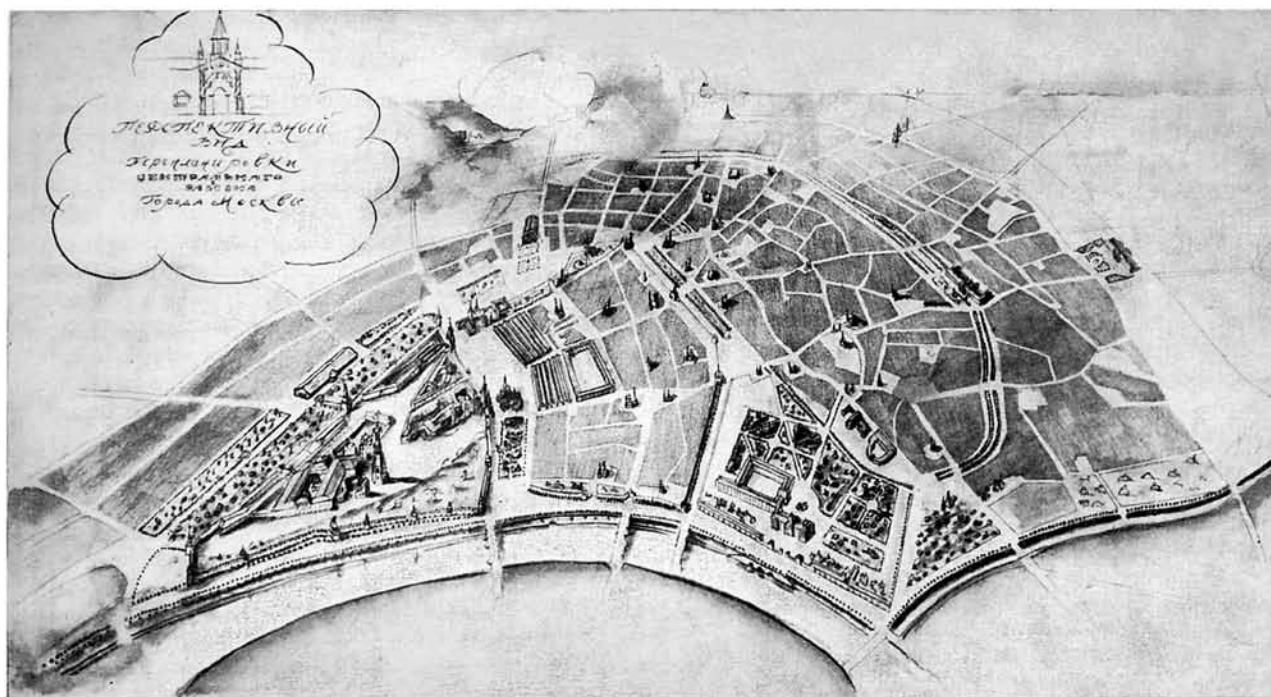 Перспективный
вид
Перепланировки
центральнаго
района
Города Москвы